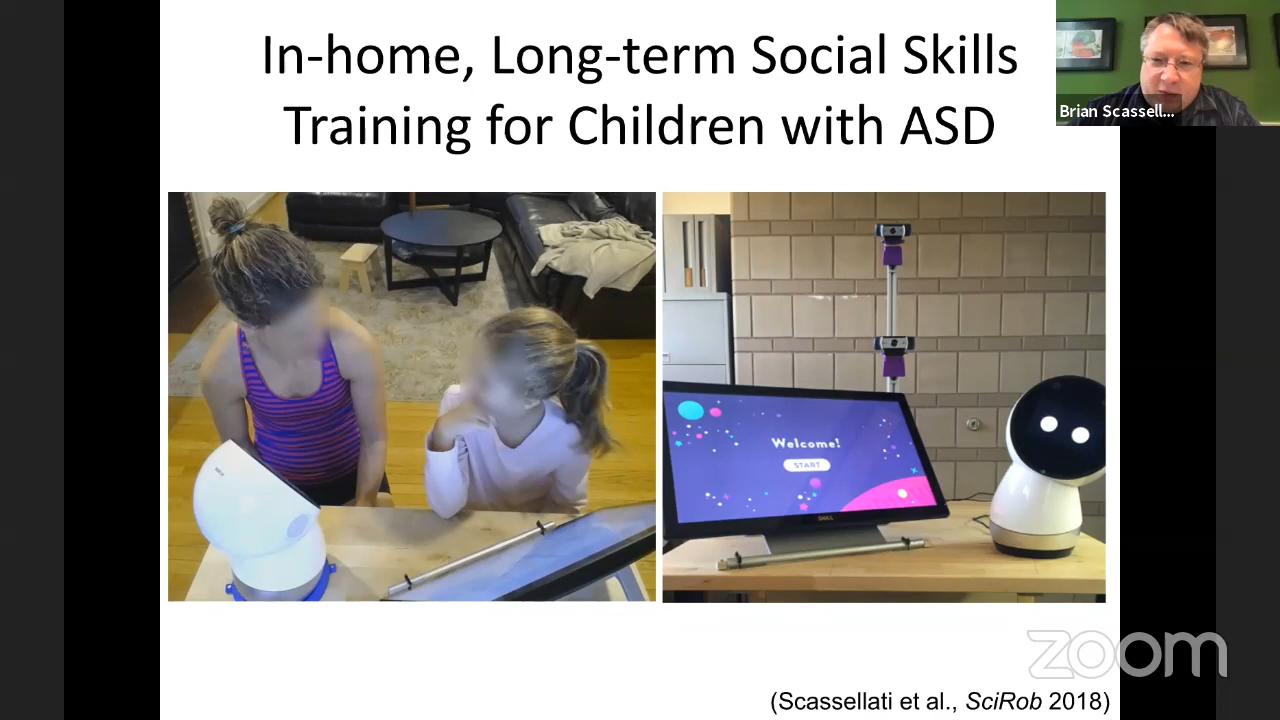 In-home, Long-term Social Skills
Training for Children with ASD
Brian Scassell...
Welcome!
START
DELL
zoom
(Scassellati et al., SciRob 2018)